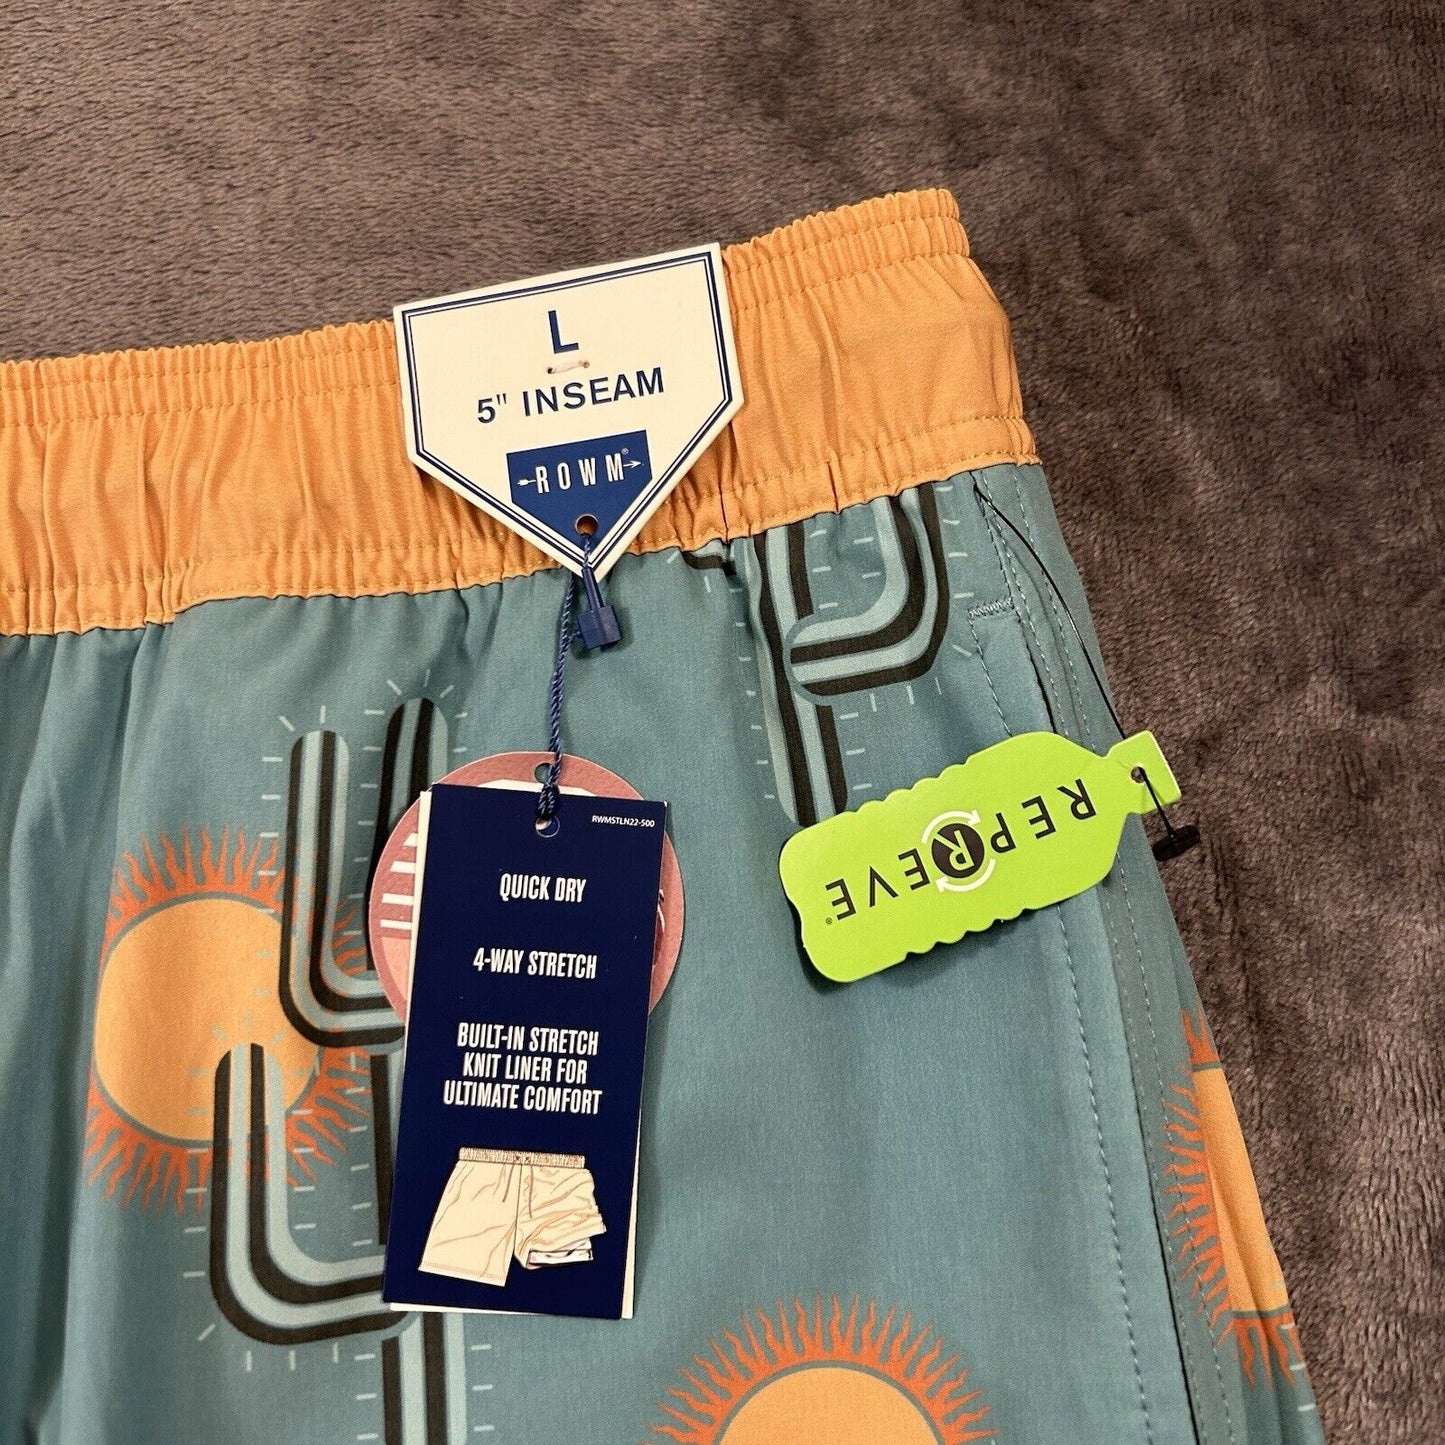 L
5" INSEAM
ROWM®
RWMSTLN22-500
QUICK DRY
4-WAY STRETCH
BUILT-IN STRETCH
KNIT LINER FOR
ULTIMATE COMFORT
REPREVE®
R